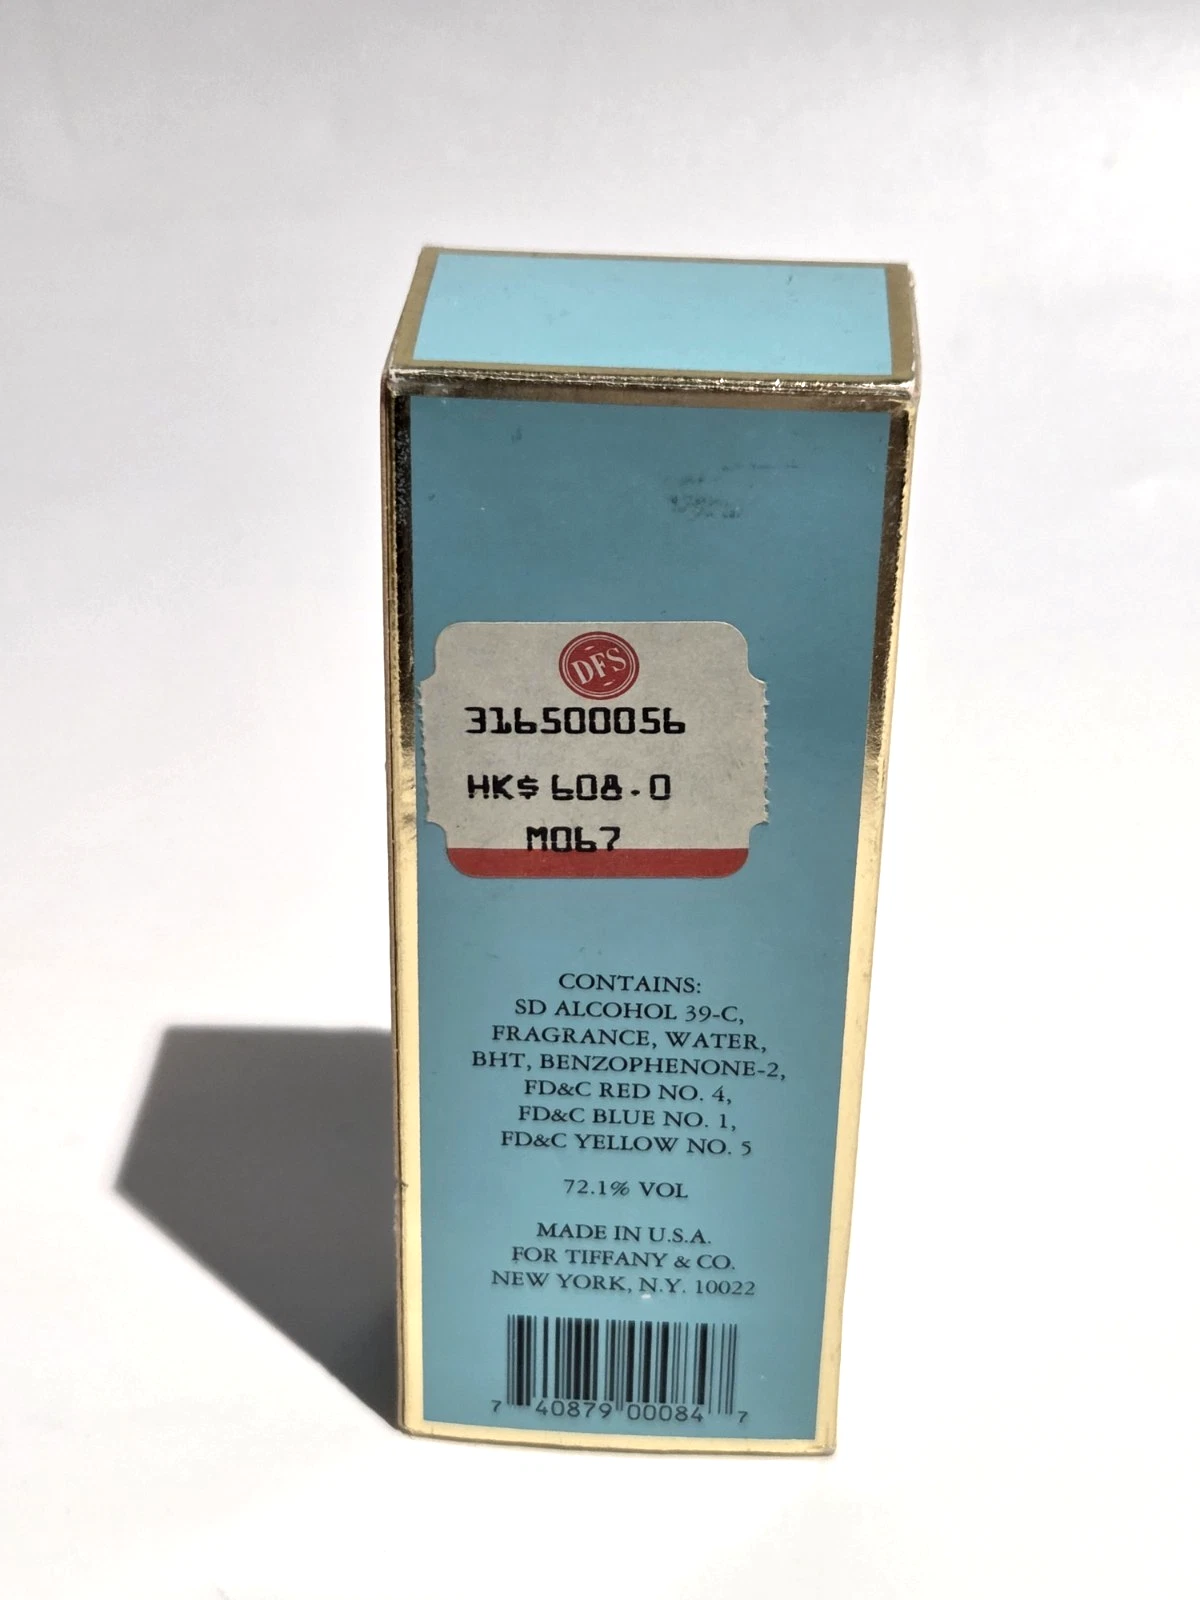 DFS
316500056
HK$ 608.0
M067
CONTAINS:
SD ALCOHOL 39-C,
FRAGRANCE, WATER,
BHT, BENZOPHENONE-2,
FD&C RED NO. 4,
FD&C BLUE NO. 1,
FD&C YELLOW NO. 5
72.1% VOL
MADE IN U.S.A.
FOR TIFFANY & CO.
NEW YORK, N.Y. 10022
7 40879 00084 7